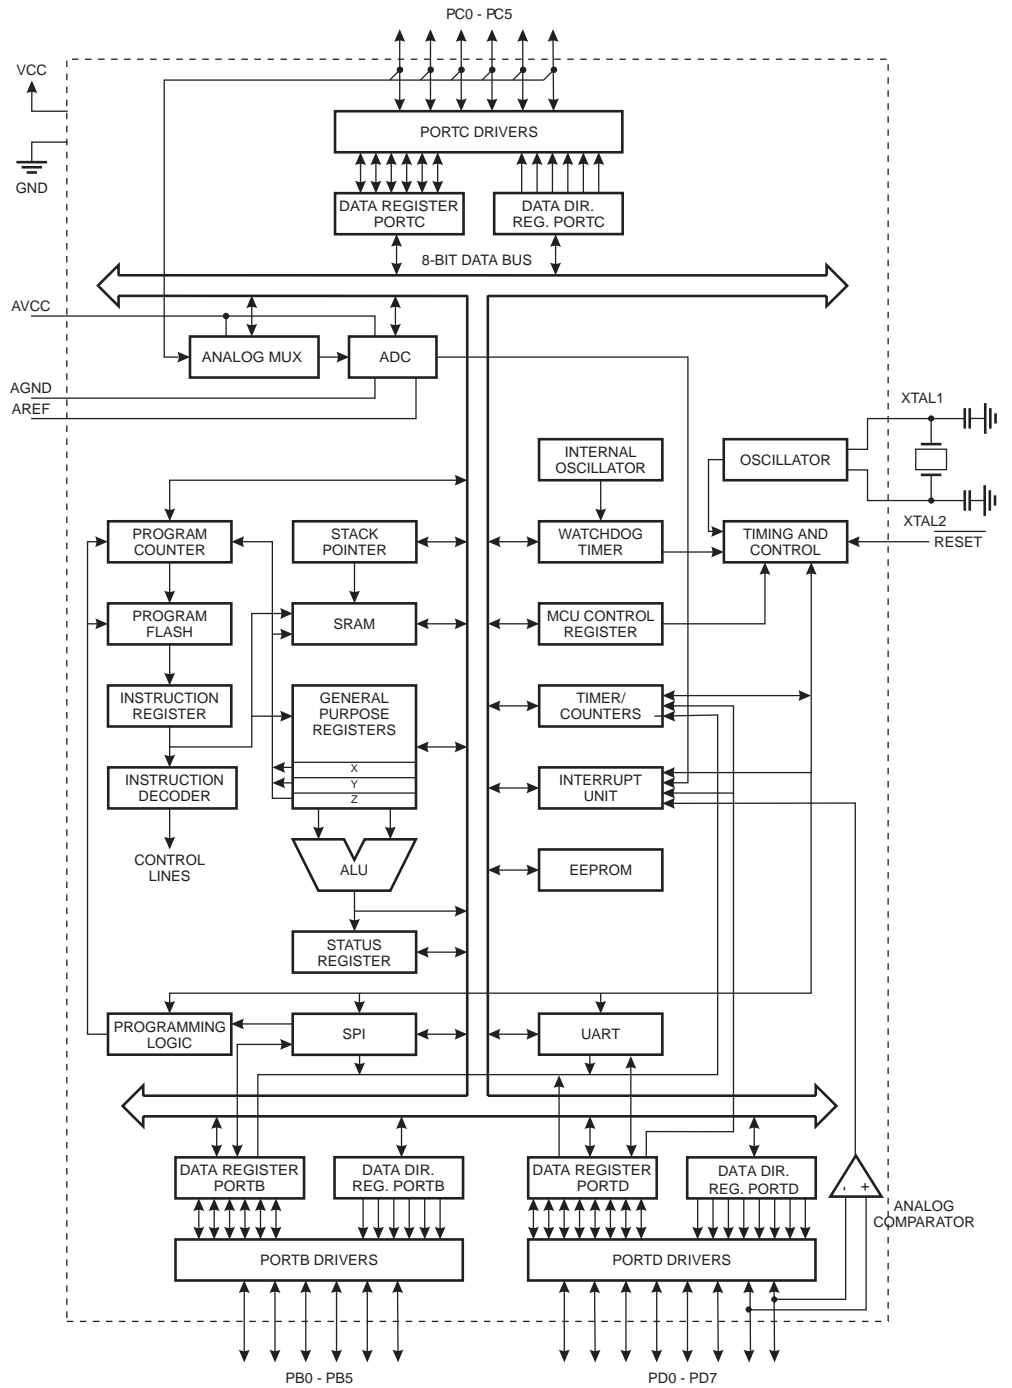 PC0 - PC5
VCC
PORTC DRIVERS
GND
DATA REGISTER
PORTC
DATA DIR.
REG. PORTC
8-BIT DATA BUS
AVCC
ANALOG MUX
ADC
AGND
AREF
XTAL1
INTERNAL
OSCILLATOR
OSCILLATOR
XTAL2
RESET
PROGRAM
COUNTER
STACK
POINTER
WATCHDOG
TIMER
TIMING AND
CONTROL
PROGRAM
FLASH
SRAM
MCU CONTROL
REGISTER
INSTRUCTION
REGISTER
GENERAL
PURPOSE
REGISTERS
X
Y
Z
TIMER/
COUNTERS
INSTRUCTION
DECODER
INTERRUPT
UNIT
CONTROL
LINES
ALU
EEPROM
STATUS
REGISTER
PROGRAMMING
LOGIC
SPI
UART
DATA REGISTER
PORTB
DATA DIR.
REG. PORTB
DATA REGISTER
PORTD
DATA DIR.
REG. PORTD
- +
ANALOG
COMPARATOR
PORTB DRIVERS
PORTD DRIVERS
PB0 - PB5
PD0 - PD7